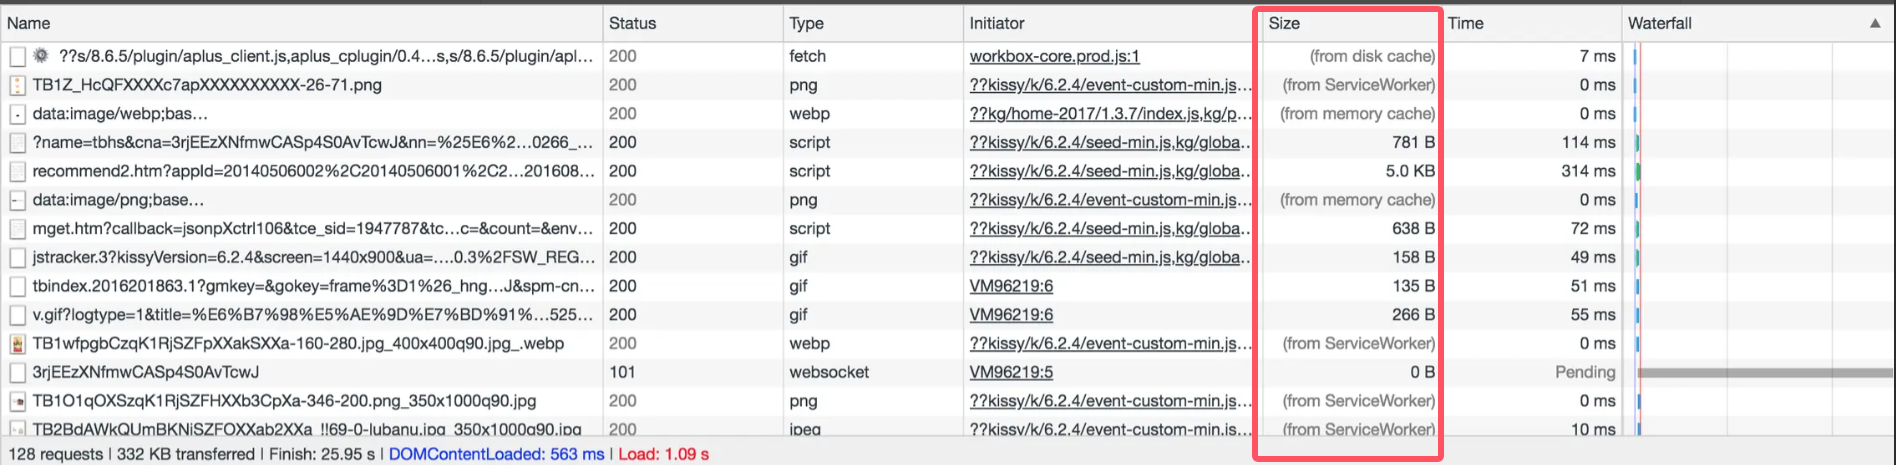 Name Status Type Initiator Size Time Waterfall ▲
??s/8.6.5/plugin/aplus_client.js,aplus_cplugin/0.4…s,s/8.6.5/plugin/apl… 200 fetch workbox-core.prod.js:1 (from disk cache) 7 ms
TB1Z_HcQFXXXXc7apXXXXXXXXXX-26-71.png 200 png ??kissy/k/6.2.4/event-custom-min.js… (from ServiceWorker) 0 ms
data:image/webp;bas… 200 webp ??kg/home-2017/1.3.7/index.js,kg/p… (from memory cache) 0 ms
?name=tbhs&cna=3rjEEzXNfmwCASp4S0AvTcwJ&nn=%25E6%2…0266_… 200 script ??kissy/k/6.2.4/seed-min.js,kg/globa… 781 B 114 ms
recommend2.htm?appId=20140506002%2C20140506001%2C2…201608… 200 script ??kissy/k/6.2.4/seed-min.js,kg/globa… 5.0 KB 314 ms
data:image/png;base… 200 png ??kissy/k/6.2.4/event-custom-min.js… (from memory cache) 0 ms
mget.htm?callback=jsonpXctrl106&tce_sid=1947787&tc…c=&count=&env… 200 script ??kissy/k/6.2.4/seed-min.js,kg/globa… 638 B 72 ms
jstracker.3?kissyVersion=6.2.4&screen=1440x900&ua=….0.3%2FSW_REG… 200 gif ??kissy/k/6.2.4/seed-min.js,kg/globa… 158 B 49 ms
tbindex.2016201863.1?gmkey=&gokey=frame%3D1%26_hng…J&spm-cn… 200 gif VM96219:6 135 B 51 ms
v.gif?logtype=1&title=%E6%B7%98%E5%AE%9D%E7%BD%91%…525… 200 gif VM96219:6 266 B 55 ms
TB1wfpgbCzqK1RjSZFpXXakSXXa-160-280.jpg_400x400q90.jpg_.webp 200 webp ??kissy/k/6.2.4/event-custom-min.js… (from ServiceWorker) 0 ms
3rjEEzXNfmwCASp4S0AvTcwJ 101 websocket VM96219:5 0 B Pending
TB1O1qOXSzqK1RjSZFHXXb3CpXa-346-200.png_350x1000q90.jpg 200 png ??kissy/k/6.2.4/event-custom-min.js… (from ServiceWorker) 0 ms
TB2BdAWkQUmBKNjSZFOXXab2XXa_!!69-0-lubanu.jpg_350x1000q90.jpg 200 jpeg ??kissy/k/6.2.4/event-custom-min.js… (from ServiceWorker) 10 ms
128 requests | 332 KB transferred | Finish: 25.95 s | DOMContentLoaded: 563 ms | Load: 1.09 s